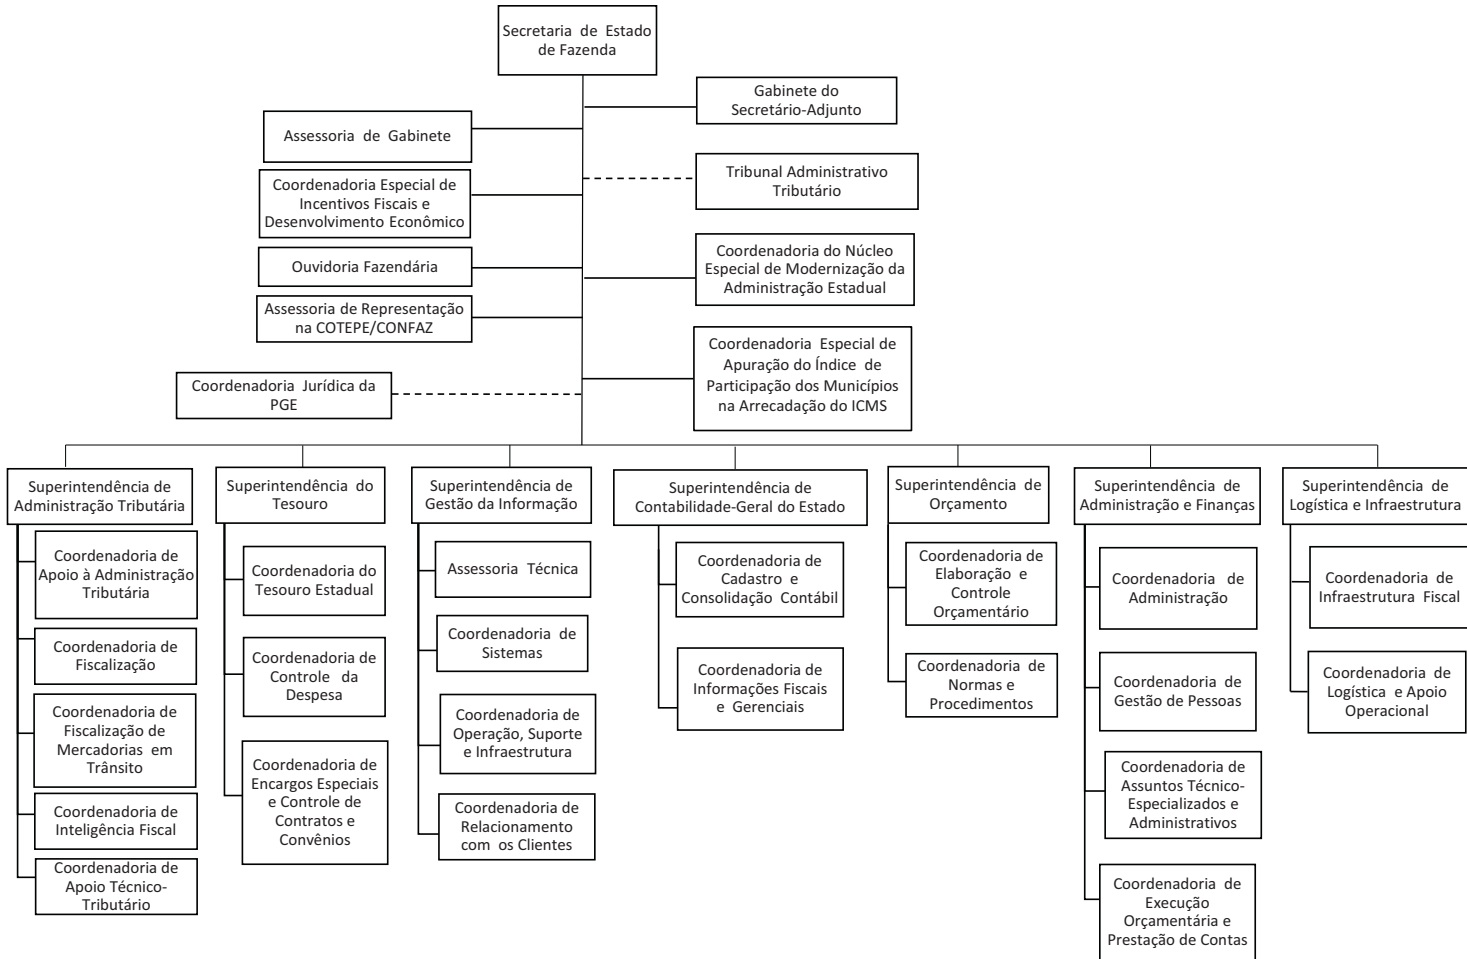 Secretaria de Estado
de Fazenda
Gabinete do
Secretário-Adjunto
Assessoria de Gabinete
Tribunal Administrativo
Tributário
Coordenadoria Especial de
Incentivos Fiscais e
Desenvolvimento Econômico
Coordenadoria do Núcleo
Especial de Modernização da
Administração Estadual
Ouvidoria Fazendária
Assessoria de Representação
na COTEPE/CONFAZ
Coordenadoria Especial de
Apuração do Índice de
Participação dos Municípios
na Arrecadação do ICMS
Coordenadoria Jurídica da
PGE
Superintendência de
Administração Tributária
Coordenadoria de
Apoio à Administração
Tributária
Coordenadoria de
Fiscalização
Coordenadoria de
Fiscalização de
Mercadorias em
Trânsito
Coordenadoria de
Inteligência Fiscal
Coordenadoria de
Apoio Técnico-
Tributário
Superintendência do
Tesouro
Coordenadoria do
Tesouro Estadual
Coordenadoria de
Controle da
Despesa
Coordenadoria de
Encargos Especiais
e Controle de
Contratos e
Convênios
Superintendência de
Gestão da Informação
Assessoria Técnica
Coordenadoria de
Sistemas
Coordenadoria de
Operação, Suporte
e Infraestrutura
Coordenadoria de
Relacionamento
com os Clientes
Superintendência de
Contabilidade-Geral do Estado
Coordenadoria de
Cadastro e
Consolidação Contábil
Coordenadoria de
Informações Fiscais
e Gerenciais
Superintendência de
Orçamento
Coordenadoria de
Elaboração e
Controle
Orçamentário
Coordenadoria de
Normas e
Procedimentos
Superintendência de
Administração e Finanças
Coordenadoria de
Administração
Coordenadoria de
Gestão de Pessoas
Coordenadoria de
Assuntos Técnico-
Especializados e
Administrativos
Coordenadoria de
Execução
Orçamentária e
Prestação de Contas
Superintendência de
Logística e Infraestrutura
Coordenadoria de
Infraestrutura Fiscal
Coordenadoria de
Logística e Apoio
Operacional